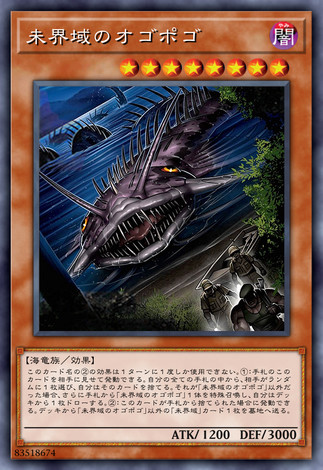 未界域のオゴポゴ
闇
やみ
【海竜族／効果】
このカード名の②の効果は１ターンに１度しか使用できない。①：手札のこの
カードを相手に見せて発動できる。自分の全ての手札の中から、相手がランダ
ムに１枚選び、自分はそのカードを捨てる。それが「未界域のオゴポゴ」以外だ
った場合、さらに手札から「未界域のオゴポゴ」１体を特殊召喚し、自分はデッ
キから１枚ドローする。②：このカードが手札から捨てられた場合に発動でき
る。デッキから「未界域のオゴポゴ」以外の「未界域」カード１枚を墓地へ送る。
ATK/1200 DEF/3000
83518674